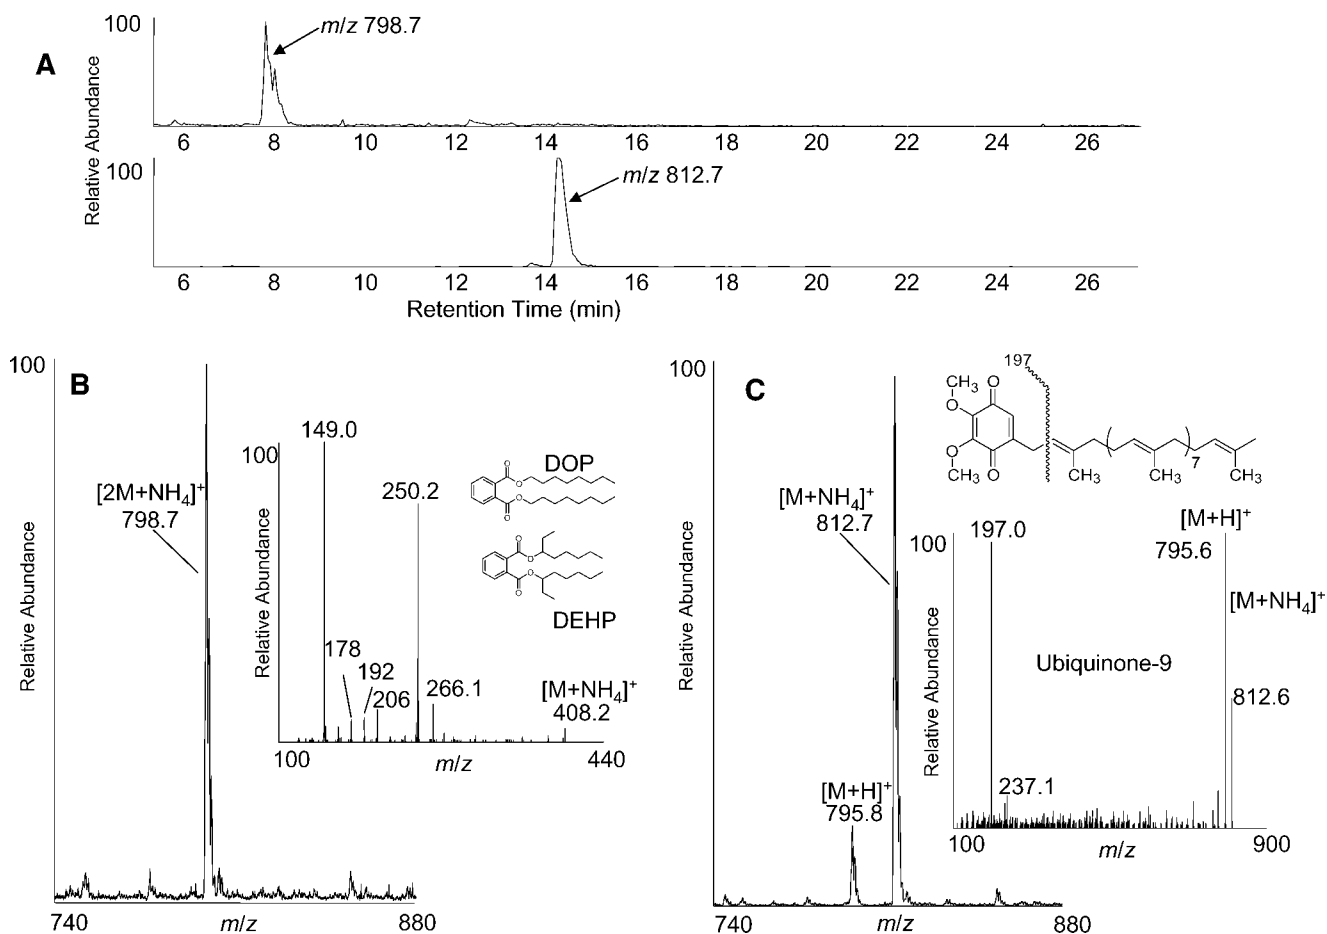 A
100
m/z 798.7
Relative Abundance
6 8 10 12 14 16 18 20 22 24 26
100
m/z 812.7
6 8 10 12 14 16 18 20 22 24 26
Retention Time (min)
B
100
Relative Abundance
[2M+NH₄]⁺
798.7
740 m/z 880
100
Relative Abundance
149.0
250.2
178
192
206
266.1
[M+NH₄]⁺
408.2
100 m/z 440
DOP
O
O
O
O
O
O
O
O
DEHP
C
100
Relative Abundance
[M+NH₄]⁺
812.7
[M+H]⁺
795.8
740 m/z 880
197
CH₃
O
O
O
CH₃
O
CH₃
CH₃
7
CH₃
[M+H]⁺
795.6
100
197.0
[M+NH₄]⁺
Relative Abundance
Ubiquinone-9
812.6
237.1
100 m/z 900